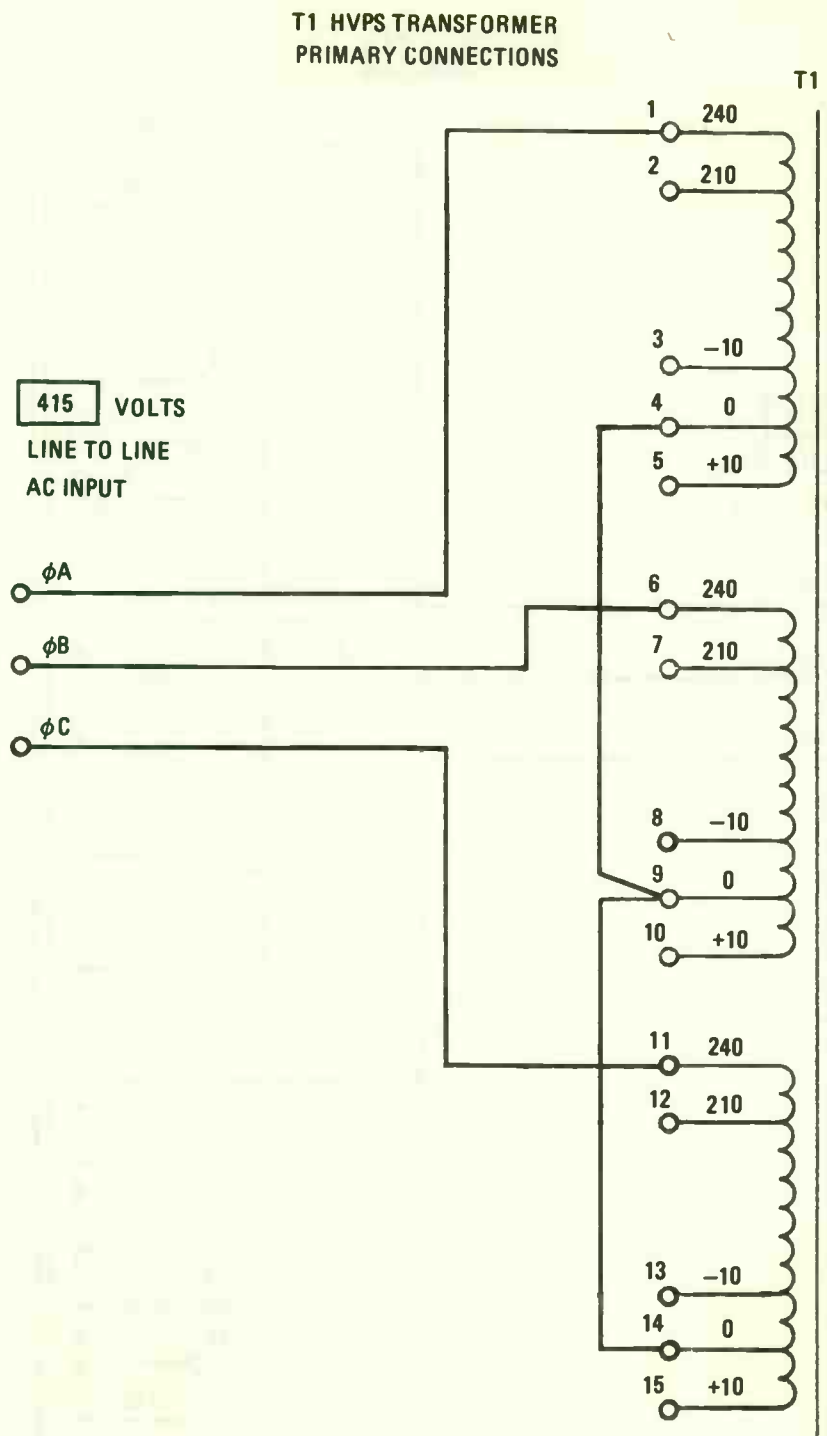 T1 HVPS TRANSFORMER
PRIMARY CONNECTIONS
T1
1 240
2 210
3 −10
4 0
5 +10
415 VOLTS
LINE TO LINE
AC INPUT
ϕA
6 240
ϕB
7 210
ϕC
8 −10
9 0
10 +10
11 240
12 210
13 −10
14 0
15 +10